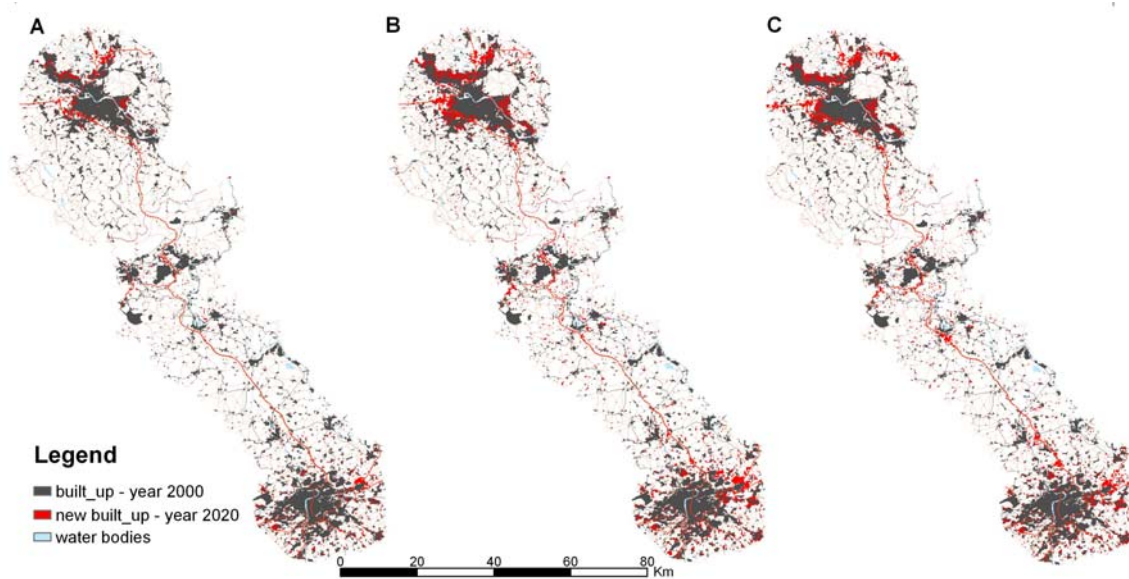 A
B
C
Legend
built_up - year 2000
new built_up - year 2020
water bodies
0 20 40 60 80
Km